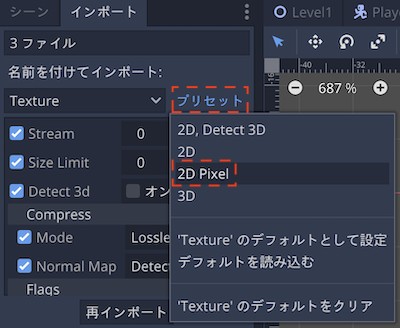 シーン インポート
Level1 Playe
3 ファイル
名前を付けてインポート:
Texture プリセット
-40 -32
687 %
Stream 0
Size Limit 0
Detect 3d オン
Compress
Mode Lossle
Normal Map Detect
Flags
再インポート
2D, Detect 3D
2D
2D Pixel
3D
'Texture' のデフォルトとして設定
デフォルトを読み込む
'Texture' のデフォルトをクリア